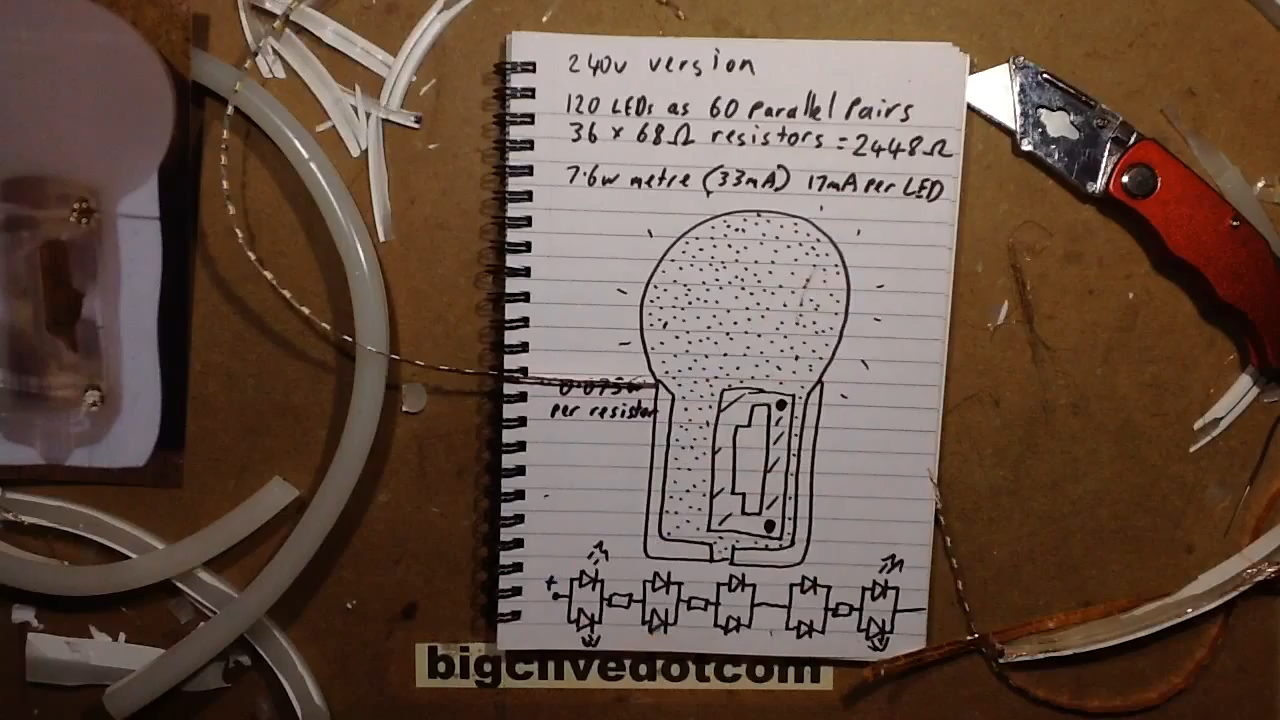 240v version
120 LEDs as 60 parallel pairs
36 x 68Ω resistors = 2448Ω
7.6w metre (33mA) 17mA per LED
0.075w
per resistor
+
bigclivedotcom